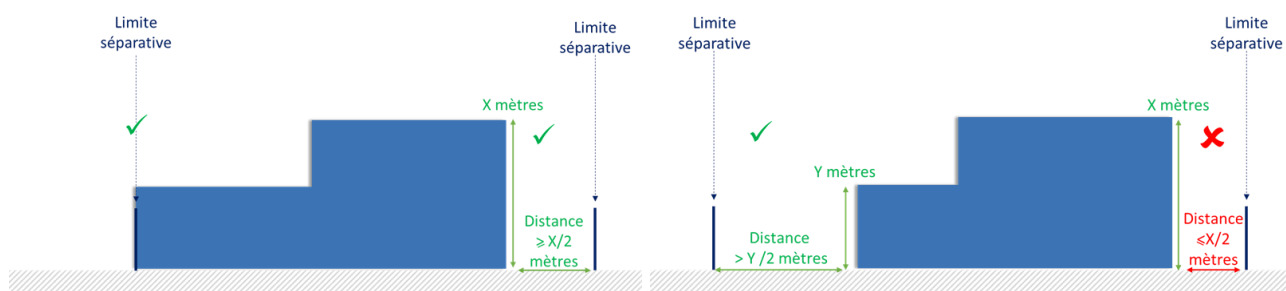 Limite
séparative
Limite
séparative
X mètres
Distance
⩾ X/2
mètres
Limite
séparative
Limite
séparative
X mètres
Y mètres
Distance
> Y /2 mètres
Distance
⩽X/2
mètres